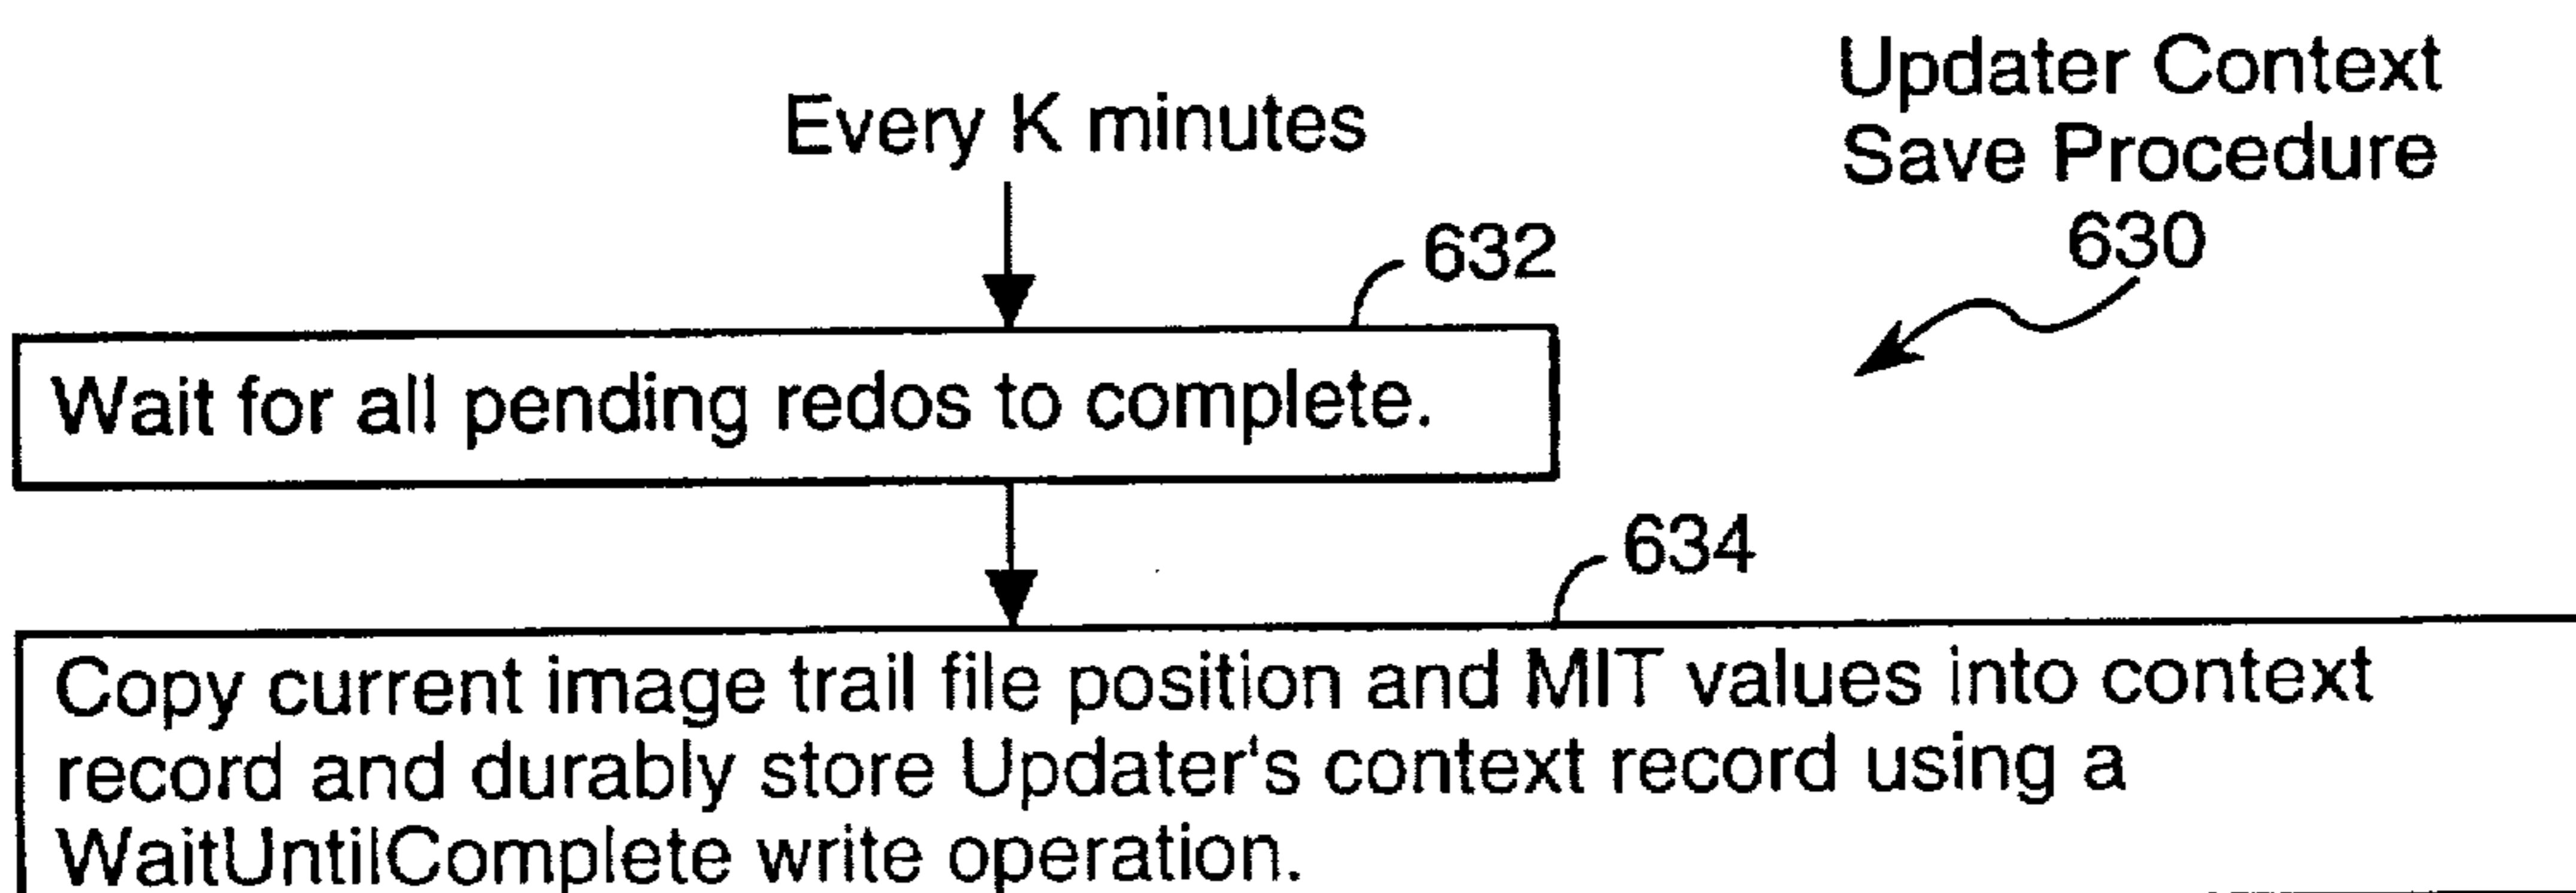 Updater Context
Save Procedure
630
Every K minutes
632
Wait for all pending redos to complete.
634
Copy current image trail file position and MIT values into context
record and durably store Updater's context record using a
WaitUntilComplete write operation.